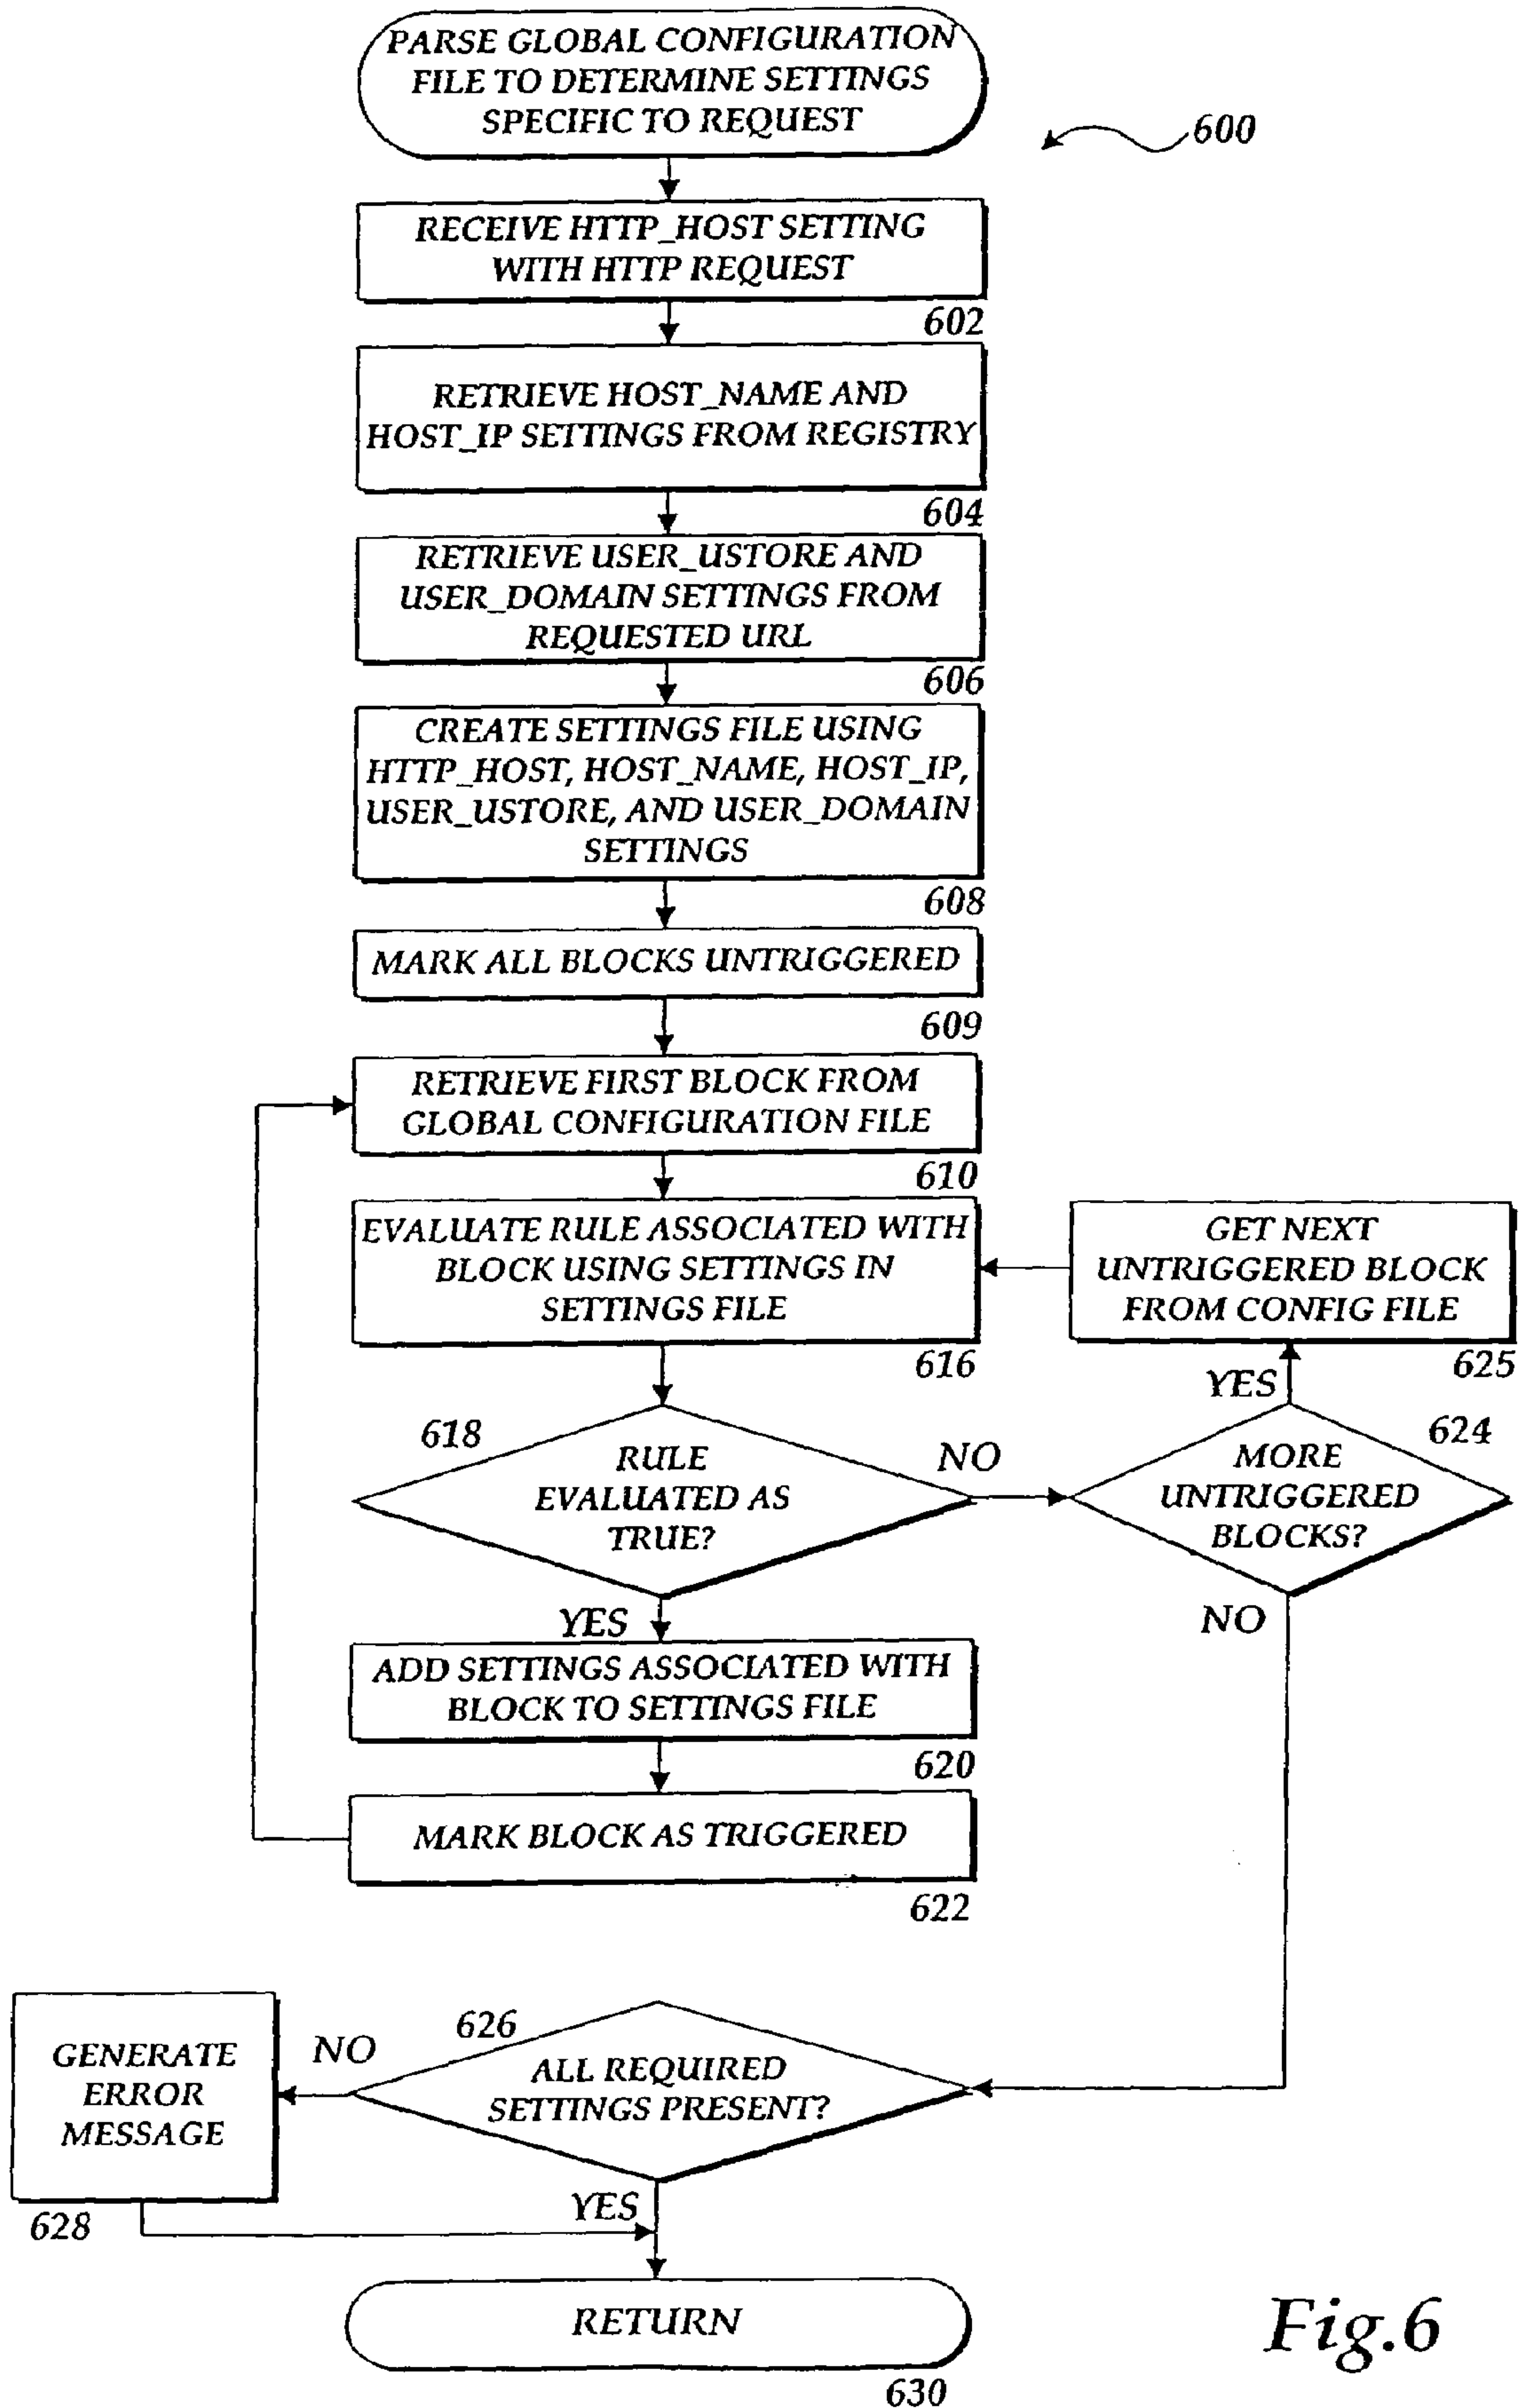 PARSE GLOBAL CONFIGURATION
FILE TO DETERMINE SETTINGS
SPECIFIC TO REQUEST
600
RECEIVE HTTP_HOST SETTING
WITH HTTP REQUEST
602
RETRIEVE HOST_NAME AND
HOST_IP SETTINGS FROM REGISTRY
604
RETRIEVE USER_USTORE AND
USER_DOMAIN SETTINGS FROM
REQUESTED URL
606
CREATE SETTINGS FILE USING
HTTP_HOST, HOST_NAME, HOST_IP,
USER_USTORE, AND USER_DOMAIN
SETTINGS
608
MARK ALL BLOCKS UNTRIGGERED
609
RETRIEVE FIRST BLOCK FROM
GLOBAL CONFIGURATION FILE
610
EVALUATE RULE ASSOCIATED WITH
BLOCK USING SETTINGS IN
SETTINGS FILE
616
GET NEXT
UNTRIGGERED BLOCK
FROM CONFIG FILE
625
YES
618
RULE
EVALUATED AS
TRUE?
NO
624
MORE
UNTRIGGERED
BLOCKS?
NO
YES
ADD SETTINGS ASSOCIATED WITH
BLOCK TO SETTINGS FILE
620
MARK BLOCK AS TRIGGERED
622
626
ALL REQUIRED
SETTINGS PRESENT?
NO
GENERATE
ERROR
MESSAGE
628
YES
RETURN
630
Fig.6